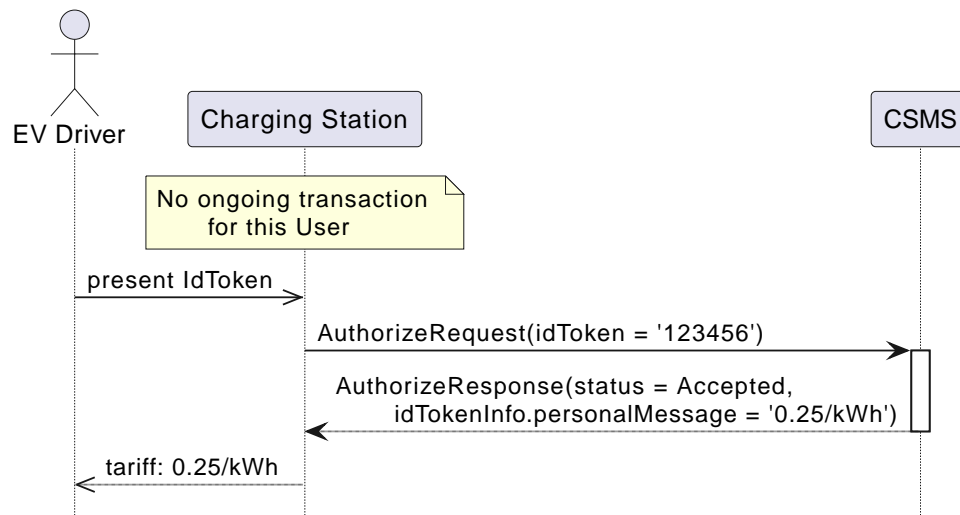 EV Driver
Charging Station
CSMS
No ongoing transaction
for this User
present IdToken
AuthorizeRequest(idToken = '123456')
AuthorizeResponse(status = Accepted,
idTokenInfo.personalMessage = '0.25/kWh')
tariff: 0.25/kWh